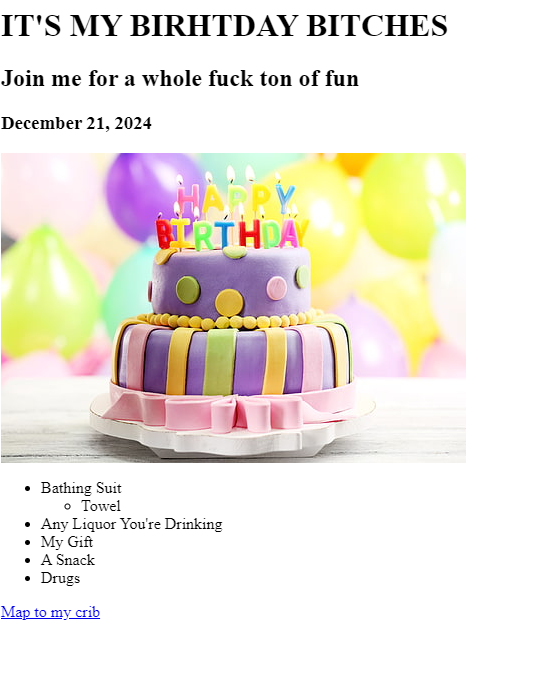 IT'S MY BIRHTDAY BITCHES
Join me for a whole fuck ton of fun
December 21, 2024
HAPPY
BIRTHDAY
Bathing Suit
Towel
Any Liquor You're Drinking
My Gift
A Snack
Drugs
Map to my crib